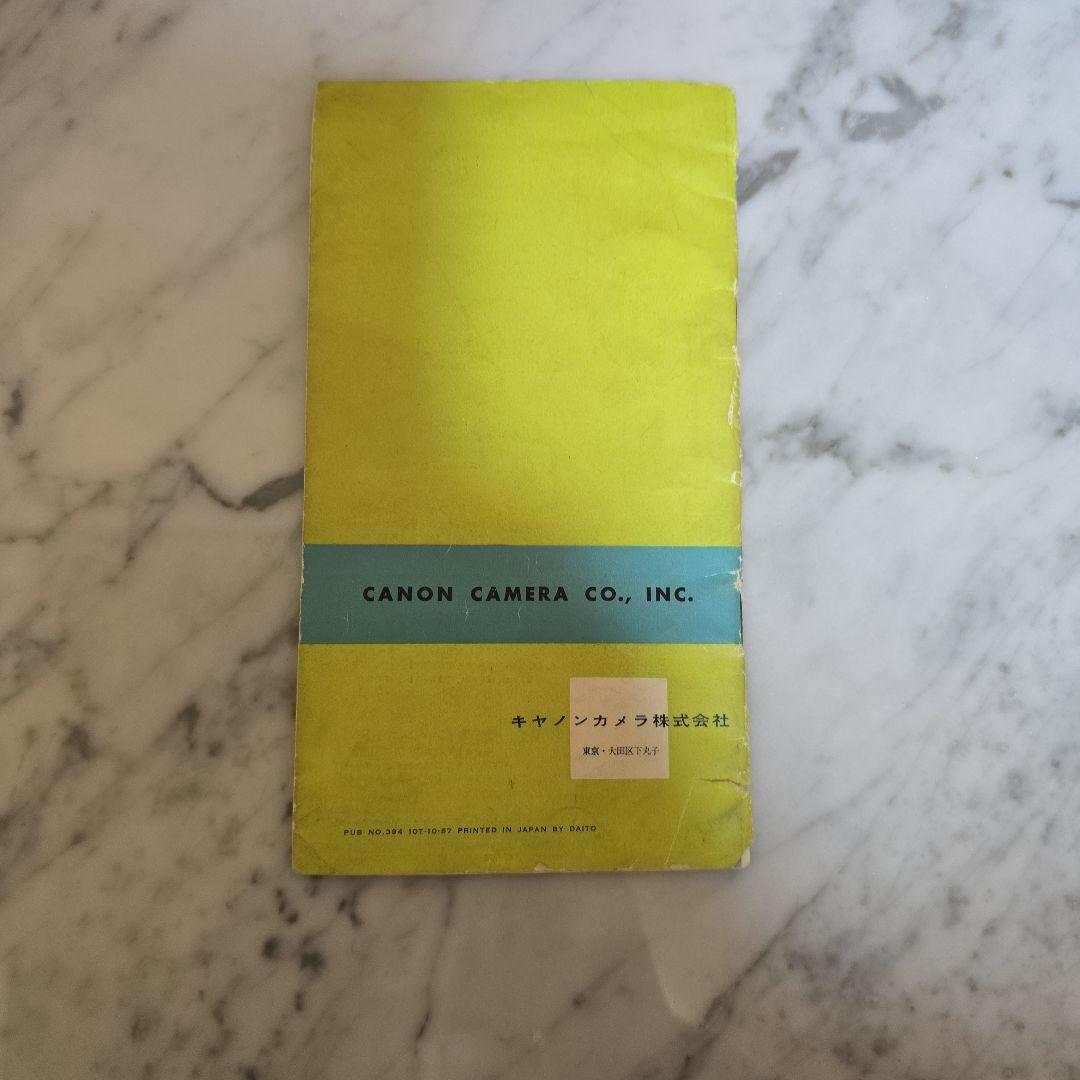 CANON CAMERA CO., INC.
キヤノンカメラ株式会社
東京・大田区下丸子
PUB NO.394 10T-10-57 PRINTED IN JAPAN BY DAITO